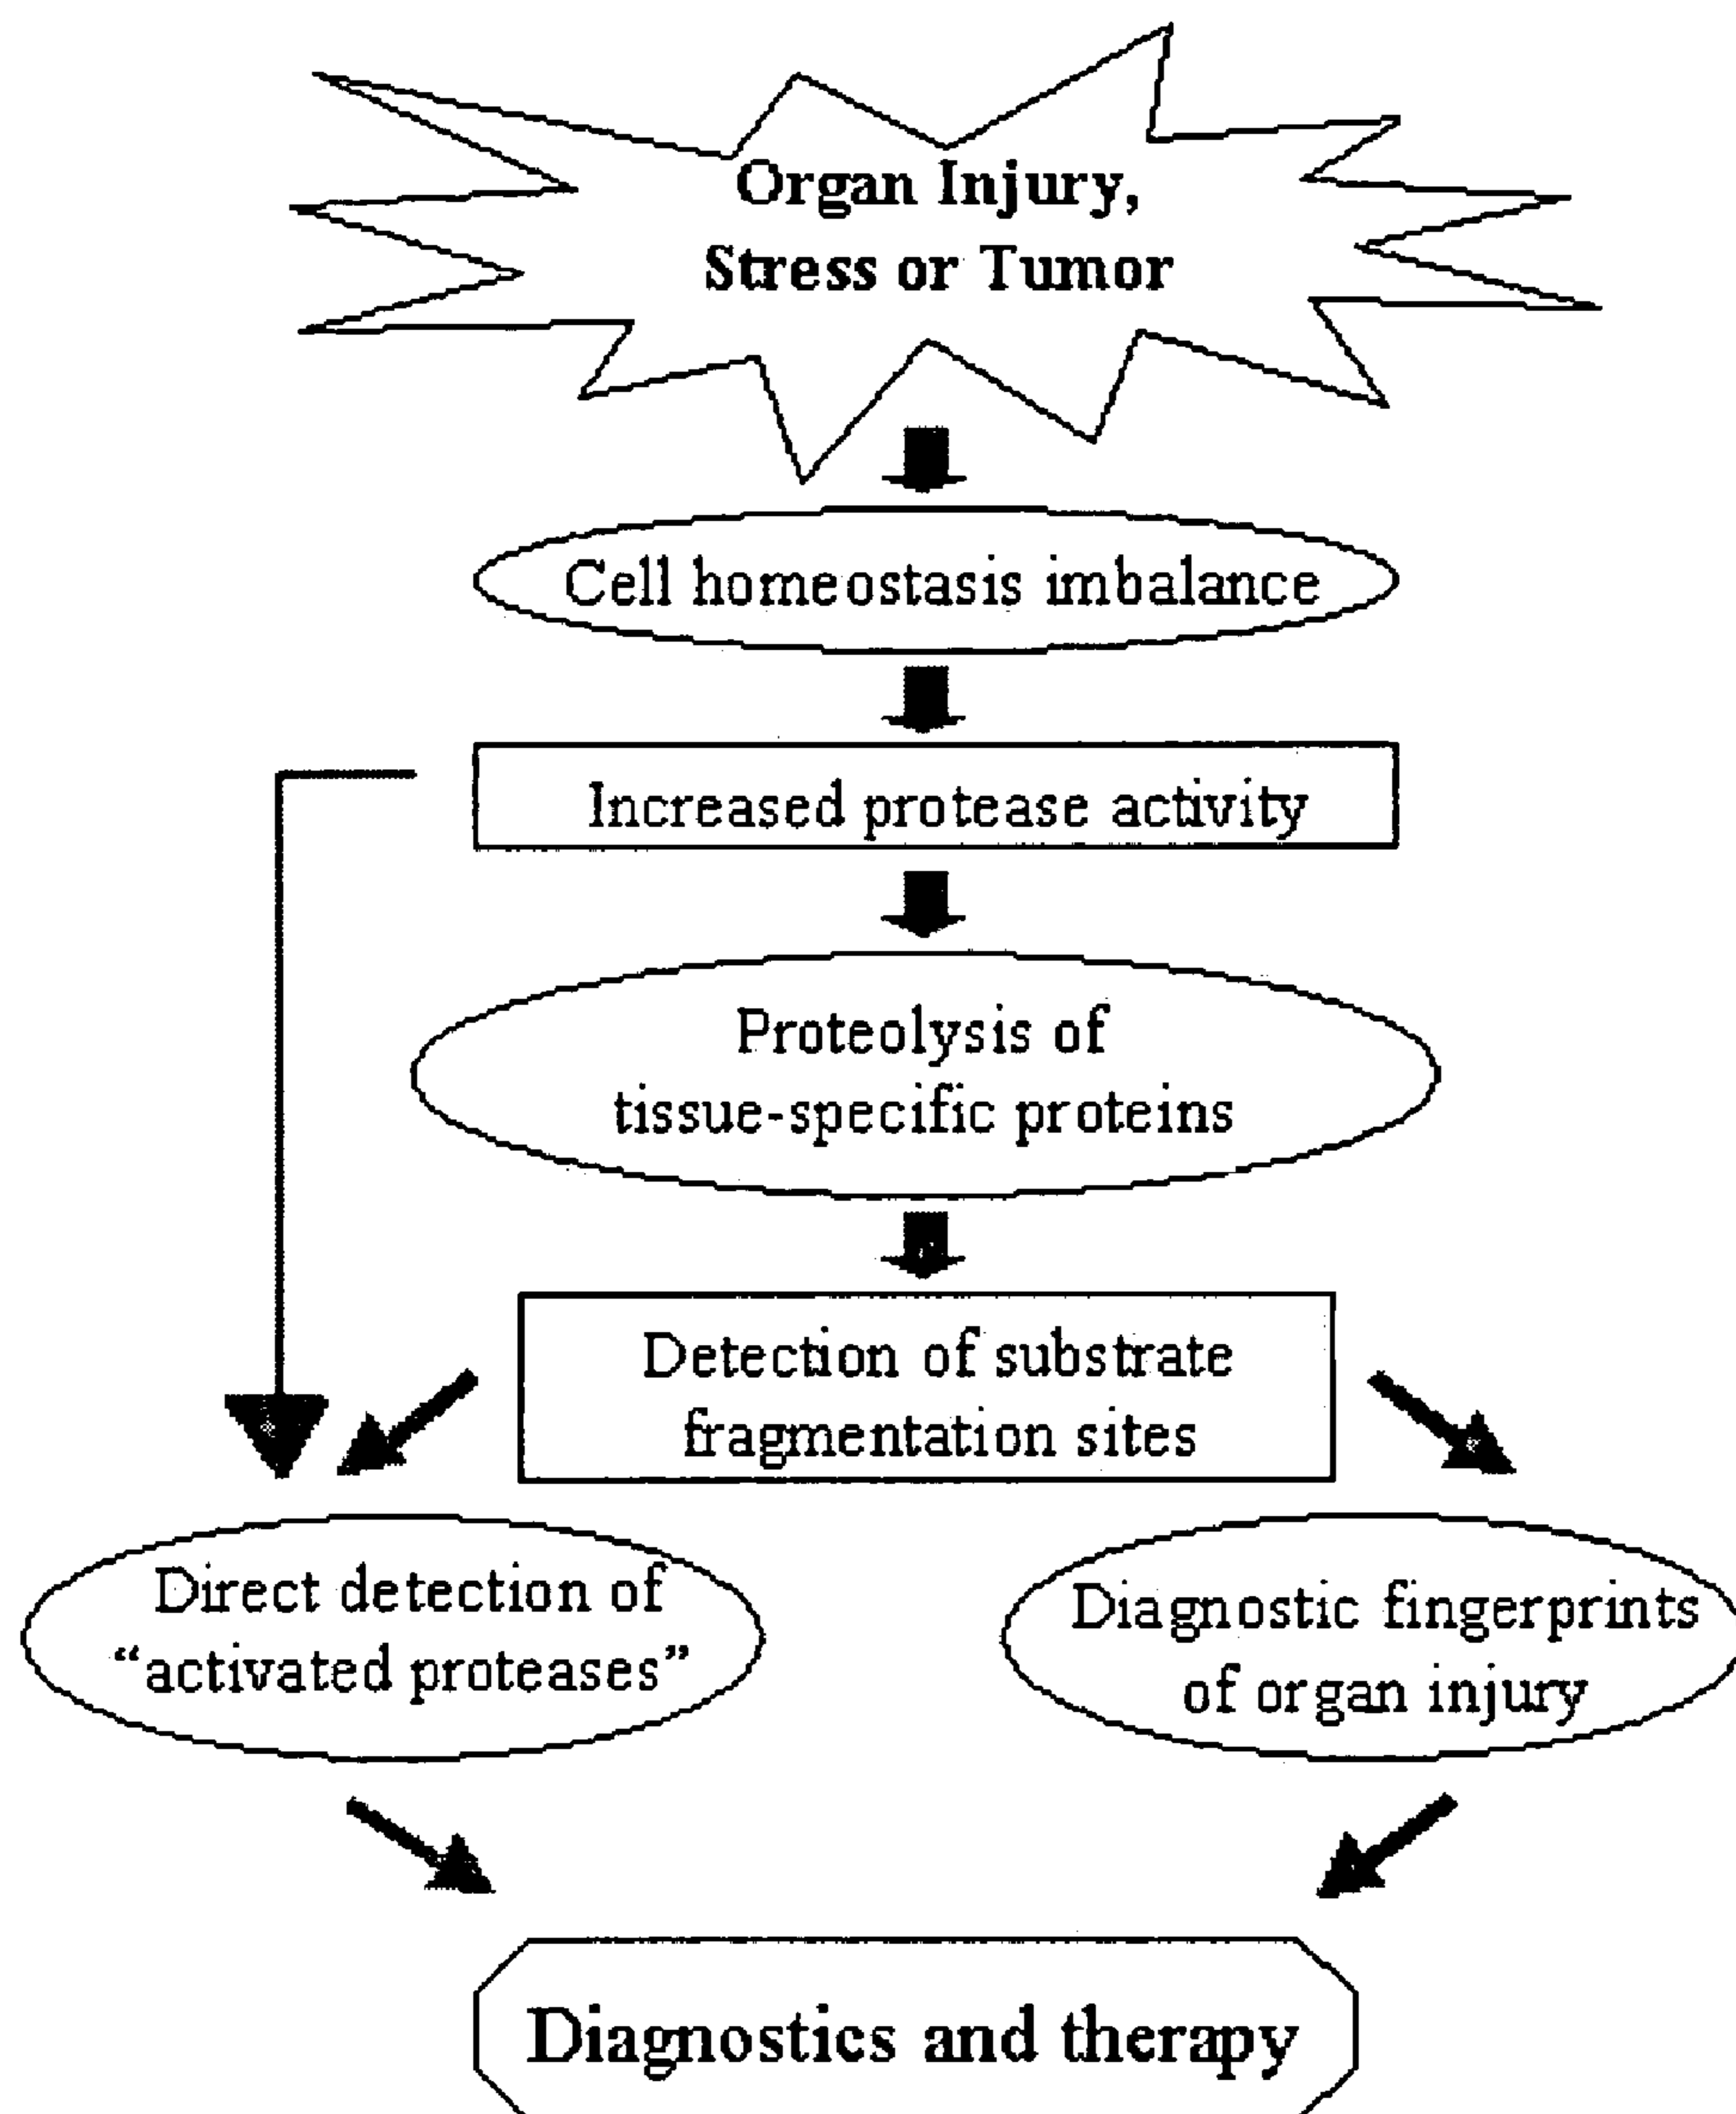 Organ Injury,
Stress or Tumor
Cell homeostasis imbalance
Increased protease activity
Proteolysis of
tissue-specific proteins
Detection of substrate
fragmentation sites
Direct detection of
“activated proteases”
Diagnostic fingerprints
of organ injury
Diagnostics and therapy